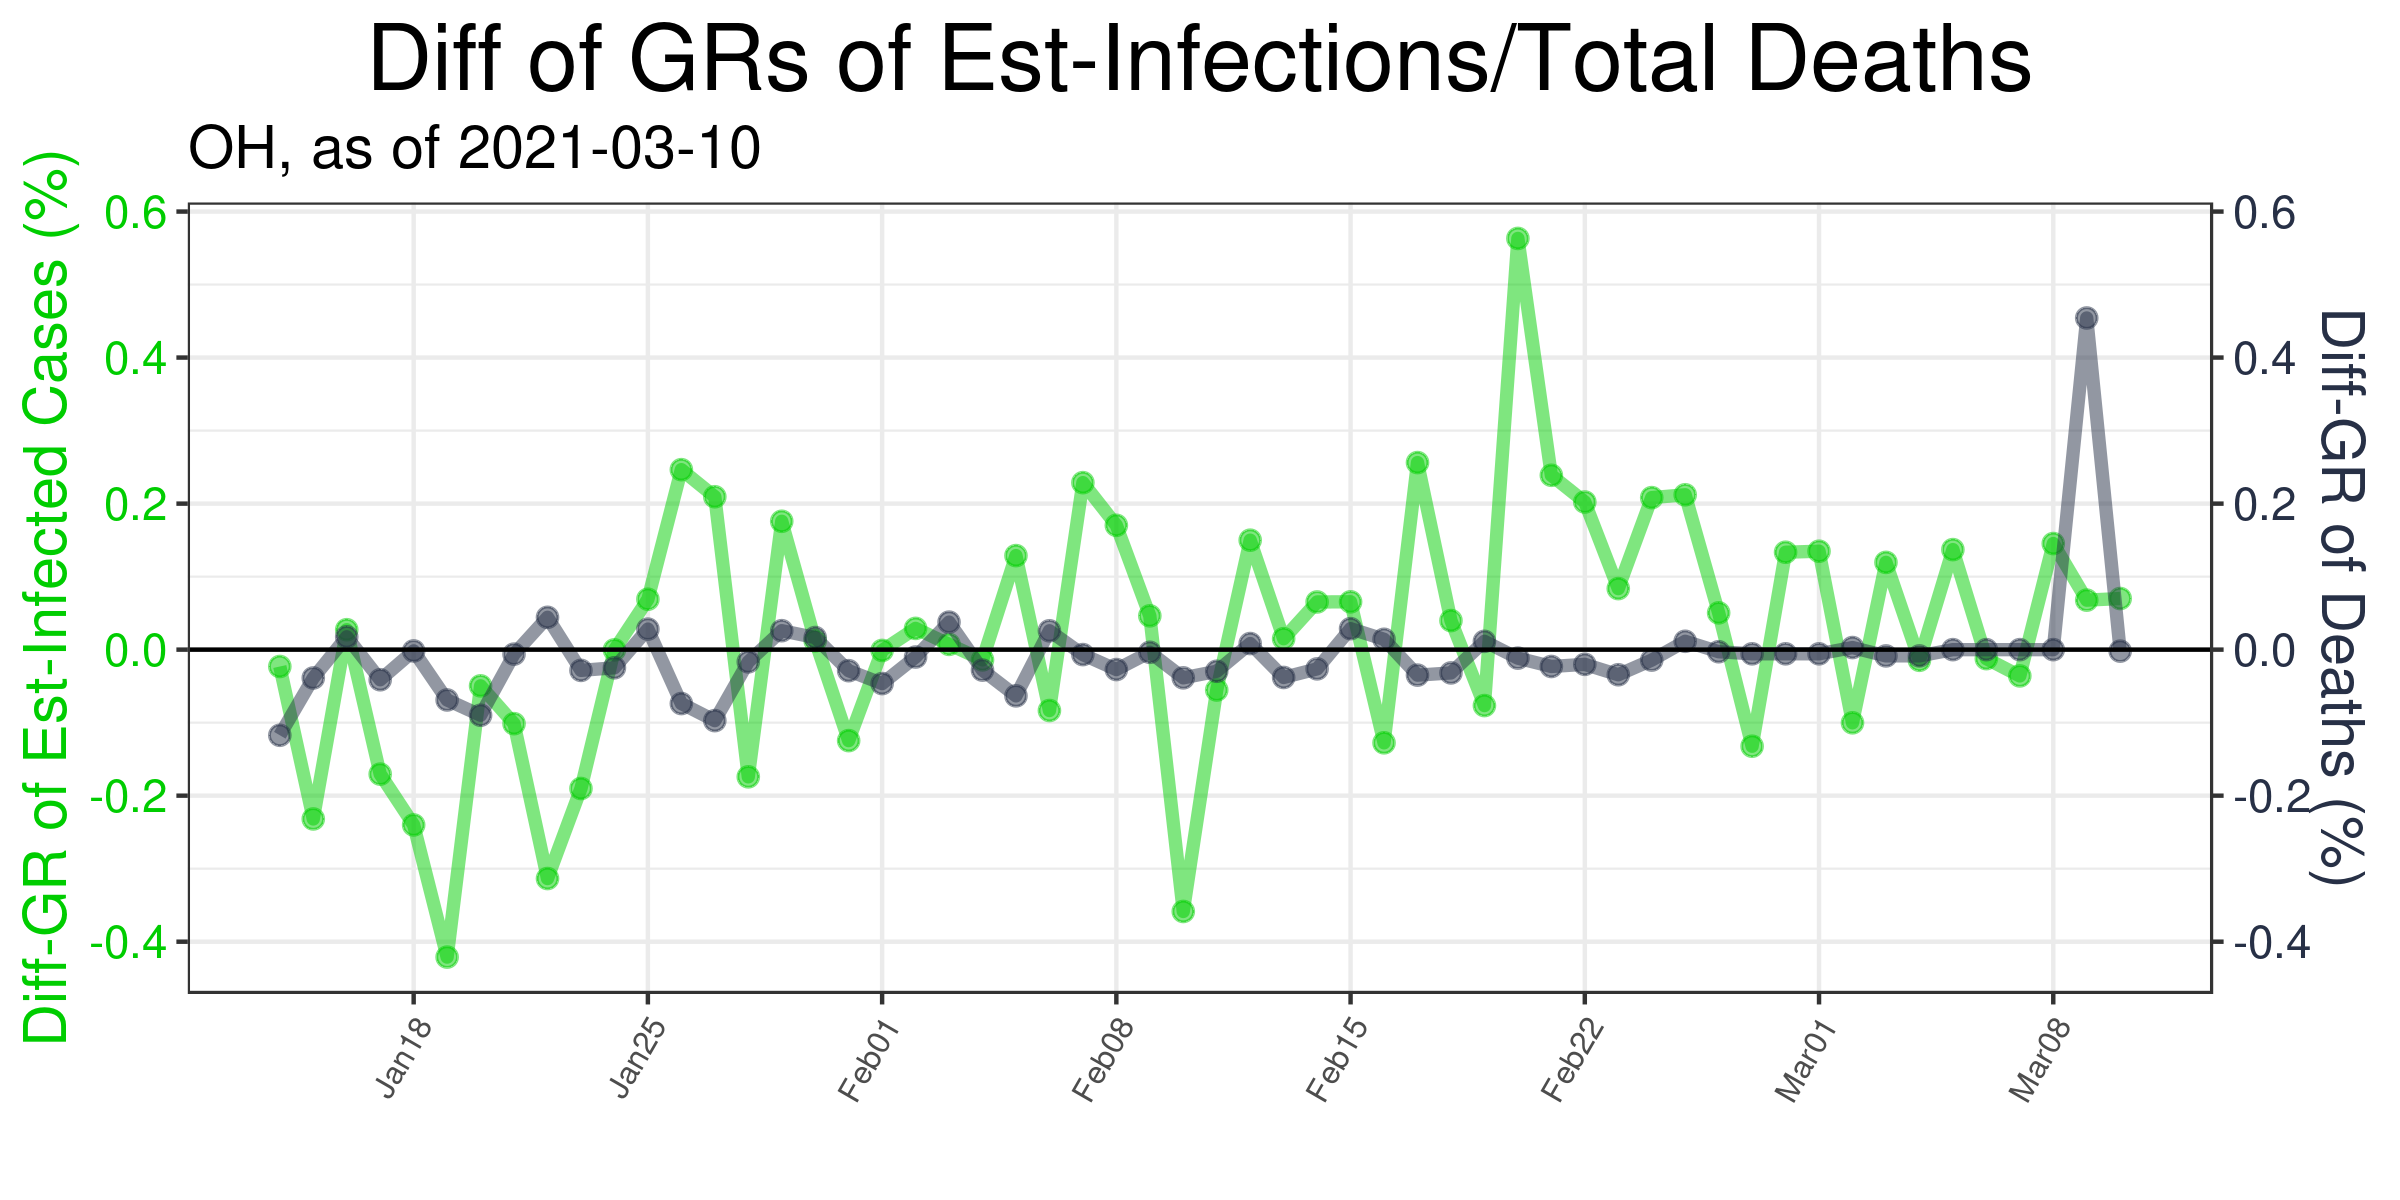 Diff of GRs of Est-Infections/Total Deaths
OH, as of 2021-03-10
Diff-GR of Est-Infected Cases (%)
0.6
0.4
0.2
0.0
-0.2
-0.4
0.6
0.4
0.2
0.0
-0.2
-0.4
Diff-GR of Deaths (%)
Jan18
Jan25
Feb01
Feb08
Feb15
Feb22
Mar01
Mar08